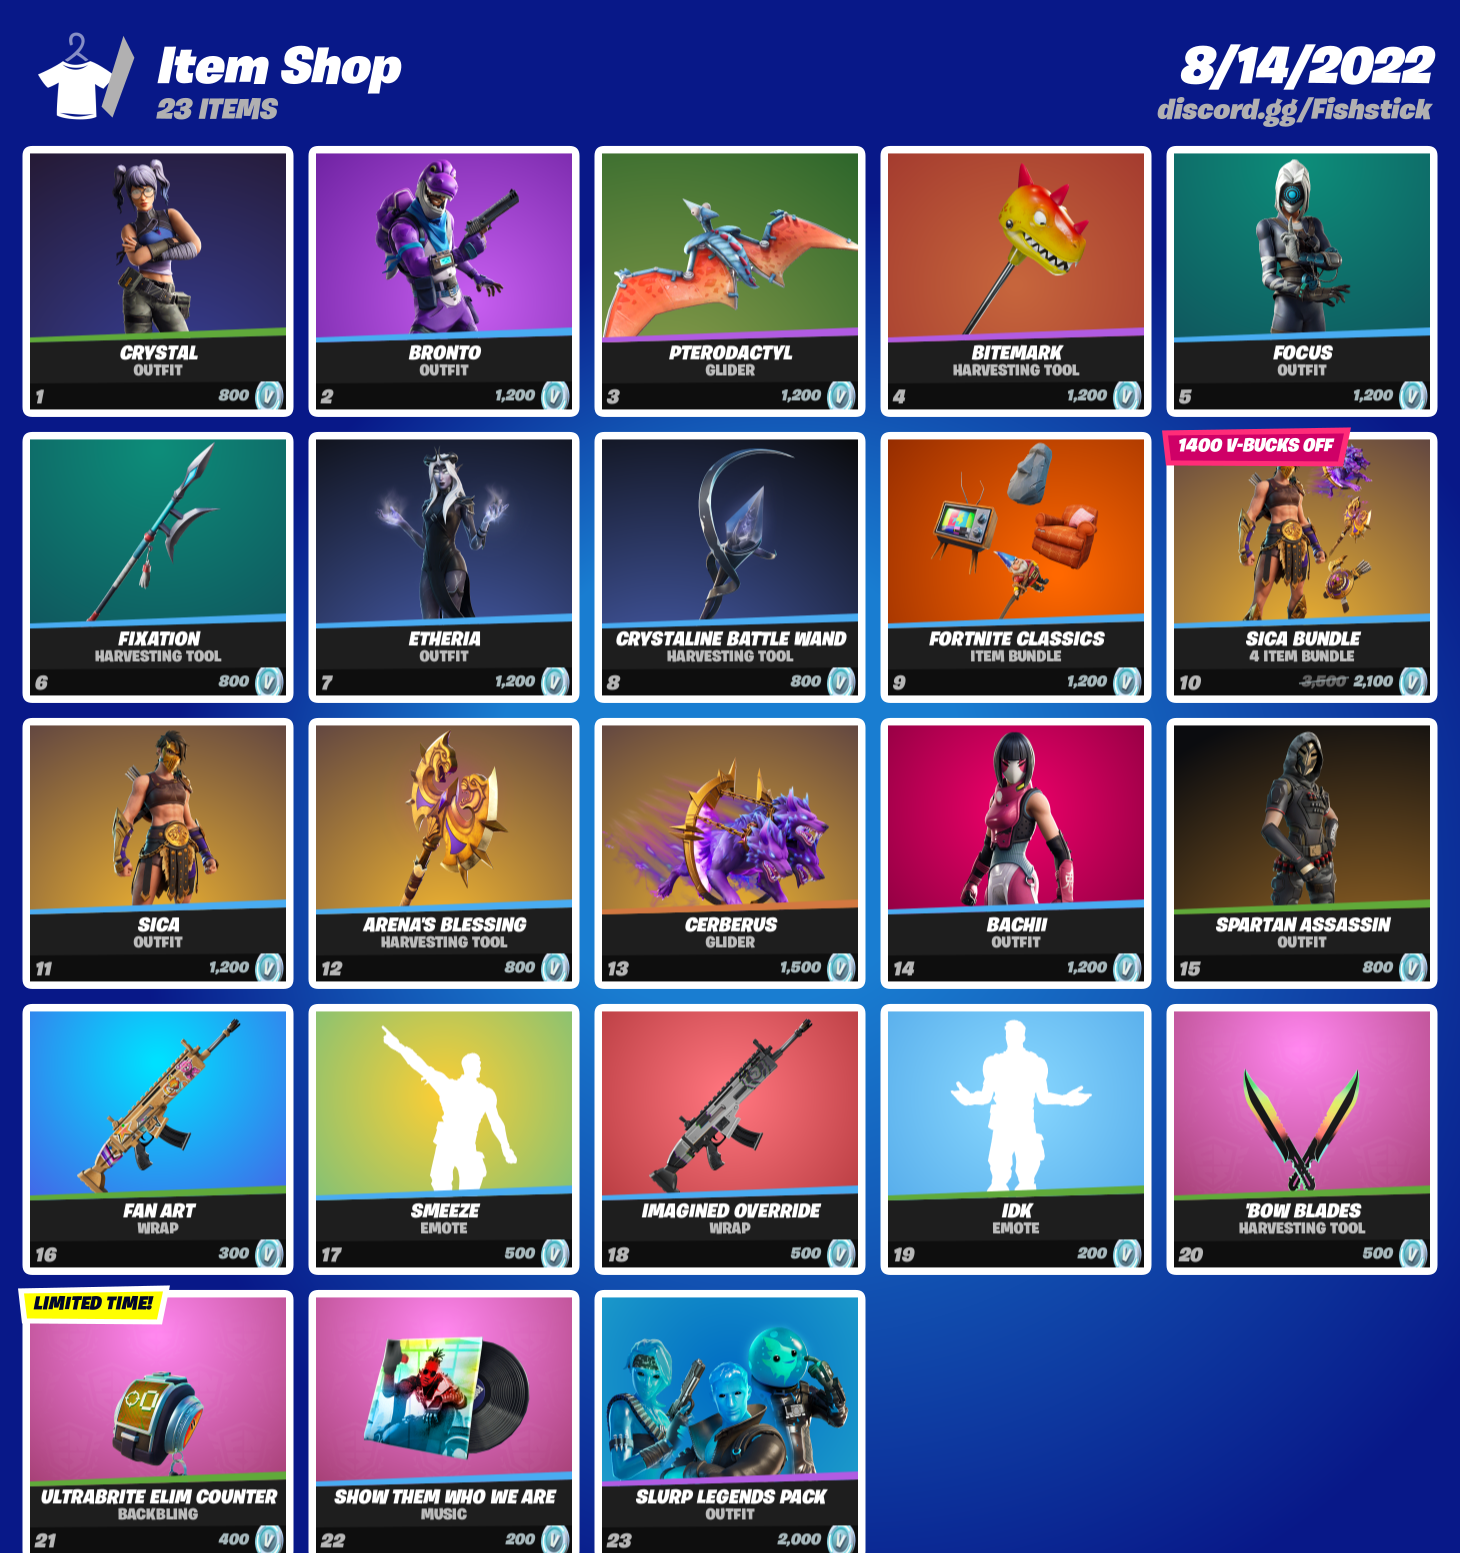 Item Shop
23 ITEMS
8/14/2022
discord.gg/Fishstick
CRYSTAL
OUTFIT
1
800
BRONTO
OUTFIT
2
1,200
PTERODACTYL
GLIDER
3
1,200
BITEMARK
HARVESTING TOOL
4
1,200
FOCUS
OUTFIT
5
1,200
FIXATION
HARVESTING TOOL
6
800
ETHERIA
OUTFIT
7
1,200
CRYSTALINE BATTLE WAND
HARVESTING TOOL
8
800
FORTNITE CLASSICS
ITEM BUNDLE
9
1,200
1400 V-BUCKS OFF
SICA BUNDLE
4 ITEM BUNDLE
10
3,500 2,100
SICA
OUTFIT
11
1,200
ARENA'S BLESSING
HARVESTING TOOL
12
800
CERBERUS
GLIDER
13
1,500
BACHII
OUTFIT
14
1,200
SPARTAN ASSASSIN
OUTFIT
15
800
FAN ART
WRAP
16
300
SMEEZE
EMOTE
17
500
IMAGINED OVERRIDE
WRAP
18
500
IDK
EMOTE
19
200
'BOW BLADES
HARVESTING TOOL
20
500
LIMITED TIME!
ULTRABRITE ELIM COUNTER
BACKBLING
21
400
SHOW THEM WHO WE ARE
MUSIC
22
200
SLURP LEGENDS PACK
OUTFIT
23
2,000